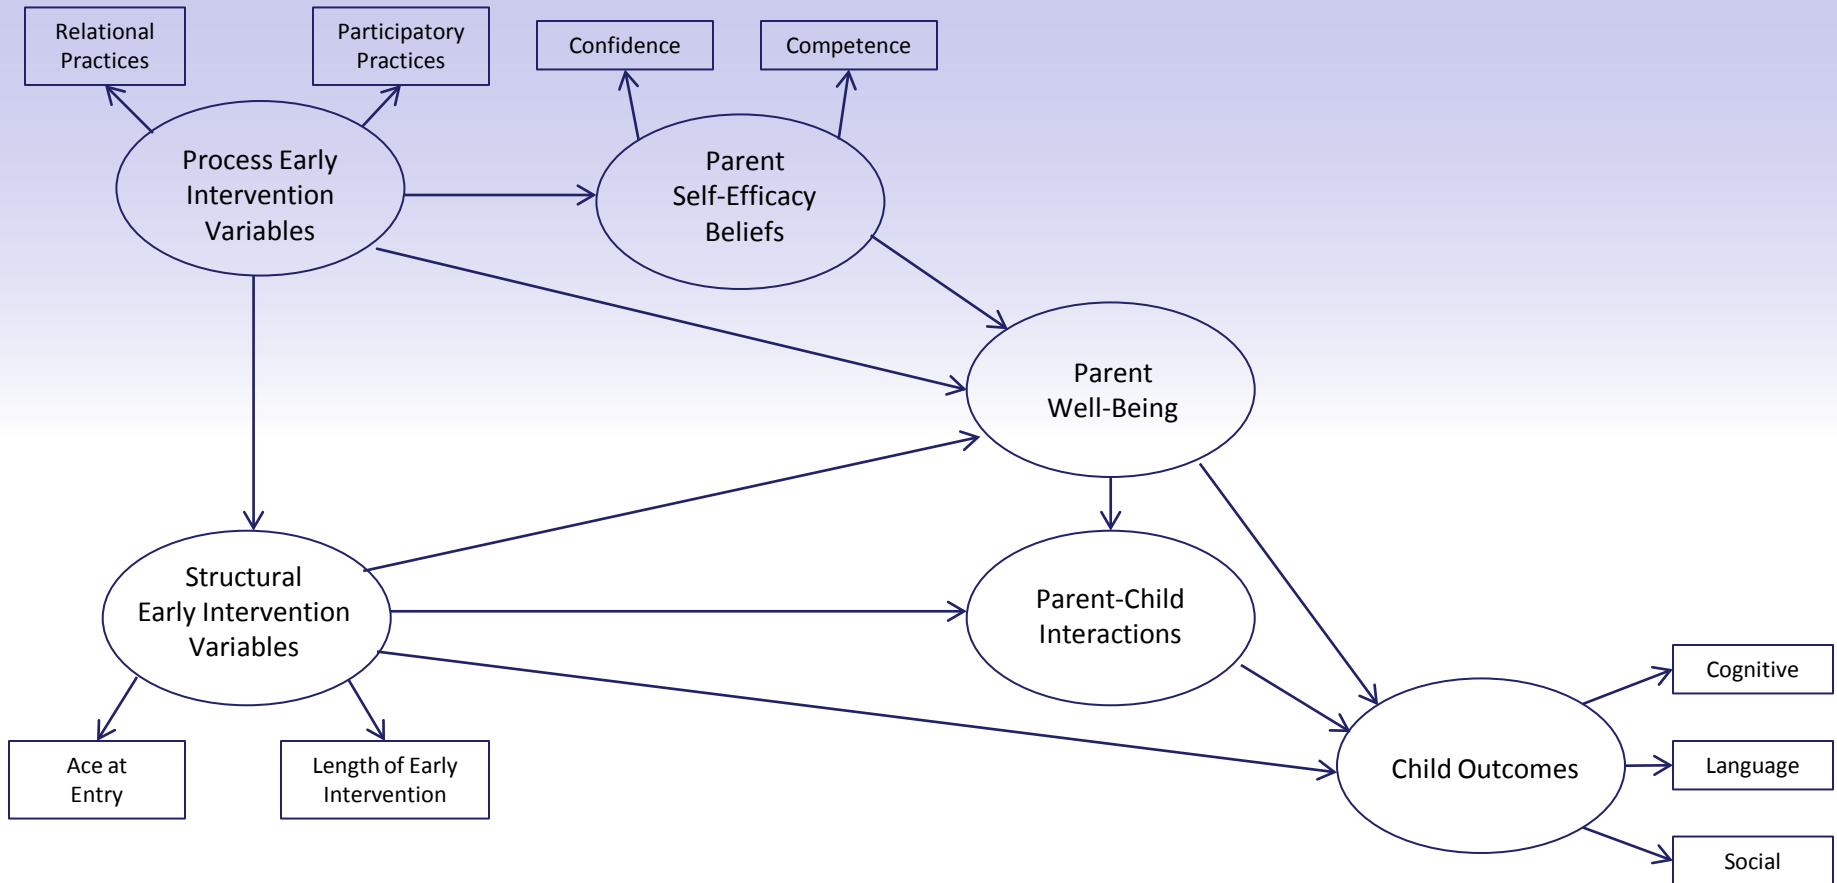 Relational
Practices
Participatory
Practices
Confidence
Competence
Process Early
Intervention
Variables
Parent
Self-Efficacy
Beliefs
Parent
Well-Being
Structural
Early Intervention
Variables
Parent-Child
Interactions
Cognitive
Ace at
Entry
Length of Early
Intervention
Child Outcomes
Language
Social